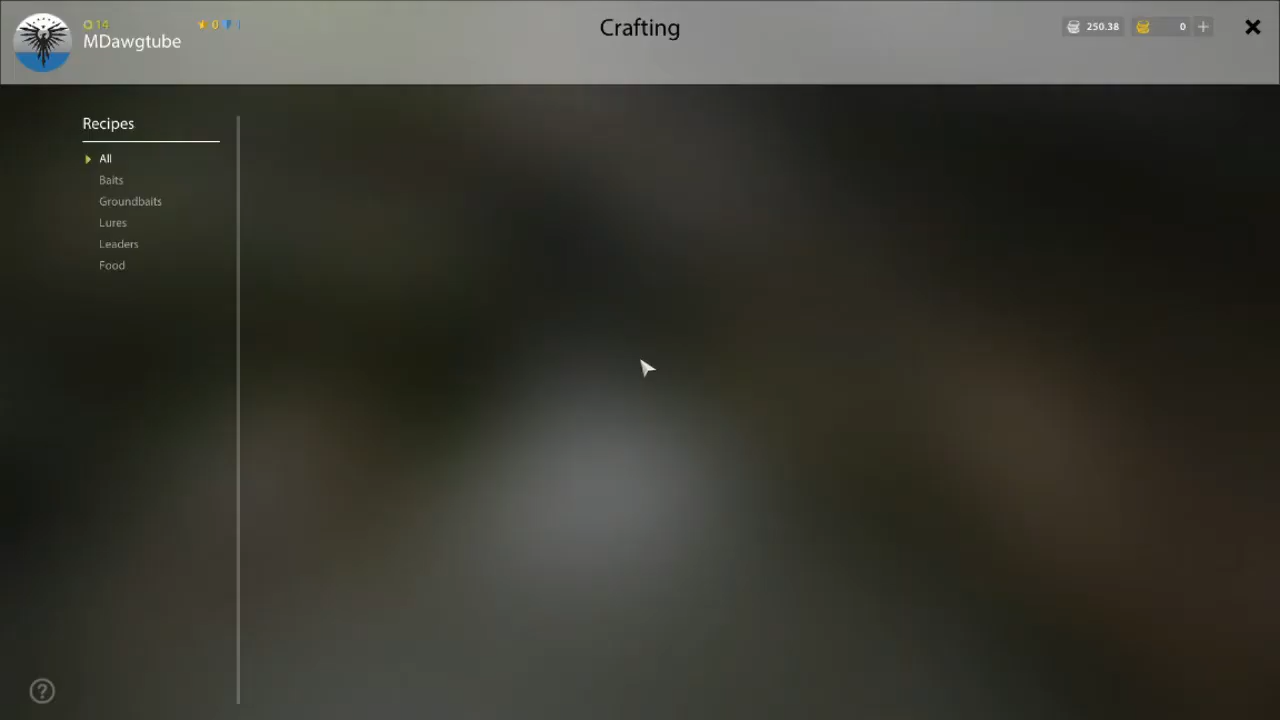 14
0
MDawgtube
Crafting
250.38
0
Recipes
All
Baits
Groundbaits
Lures
Leaders
Food
?